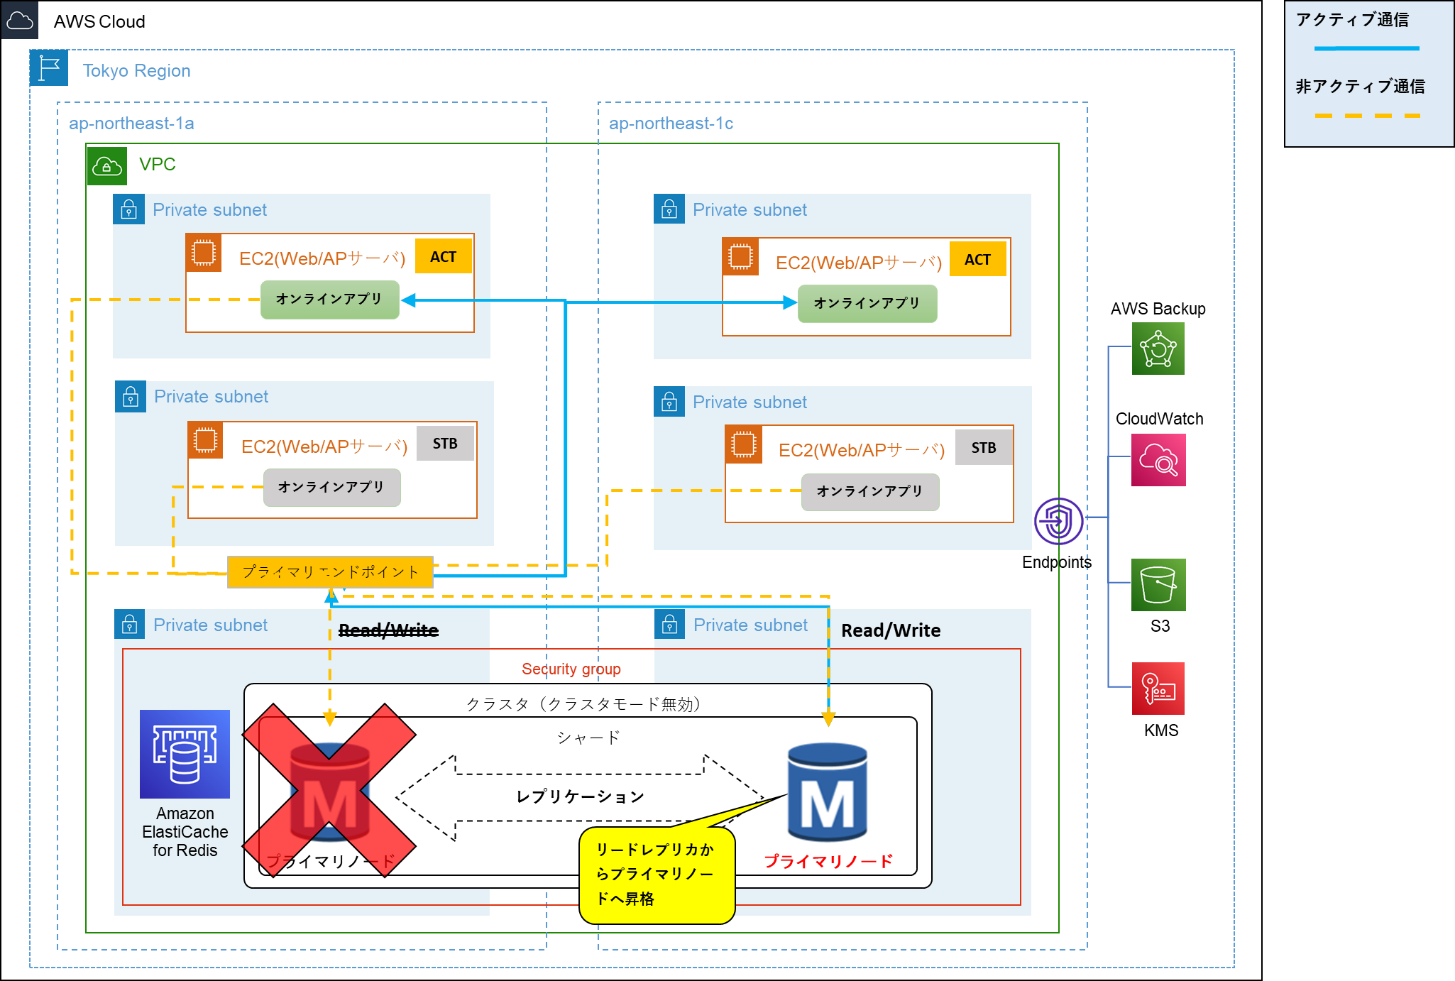 AWS Cloud
アクティブ通信
非アクティブ通信
Tokyo Region
ap-northeast-1a
ap-northeast-1c
VPC
Private subnet
Private subnet
EC2(Web/APサーバ)
ACT
EC2(Web/APサーバ)
ACT
オンラインアプリ
オンラインアプリ
AWS Backup
Private subnet
Private subnet
CloudWatch
EC2(Web/APサーバ)
STB
EC2(Web/APサーバ)
STB
オンラインアプリ
オンラインアプリ
Endpoints
プライマリエンドポイント
Private subnet
Read/Write
Private subnet
Read/Write
S3
Security group
クラスタ（クラスタモード無効）
シャード
KMS
M
レプリケーション
M
Amazon
ElastiCache
for Redis
プライマリノード
リードレプリカか
らプライマリノー
ドへ昇格
プライマリノード